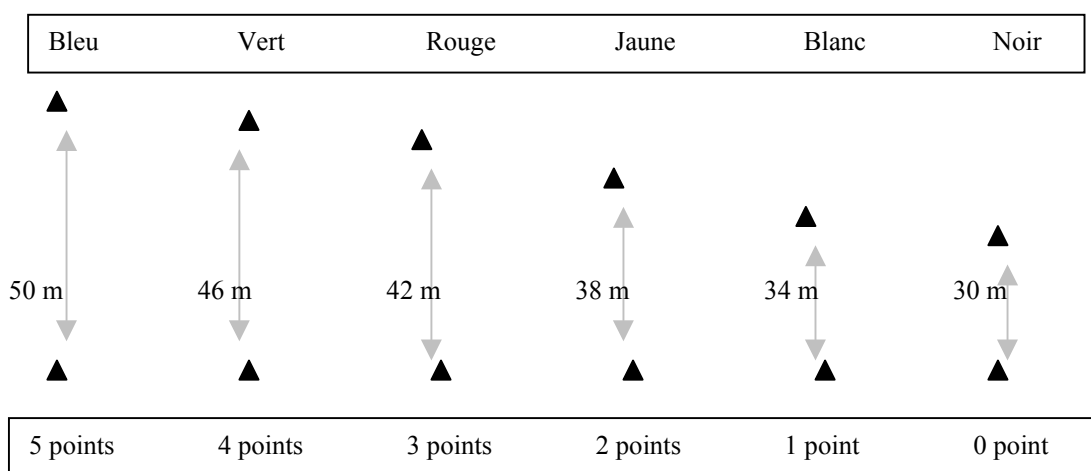 Bleu Vert Rouge Jaune Blanc Noir
50 m 46 m 42 m 38 m 34 m 30 m
5 points 4 points 3 points 2 points 1 point 0 point